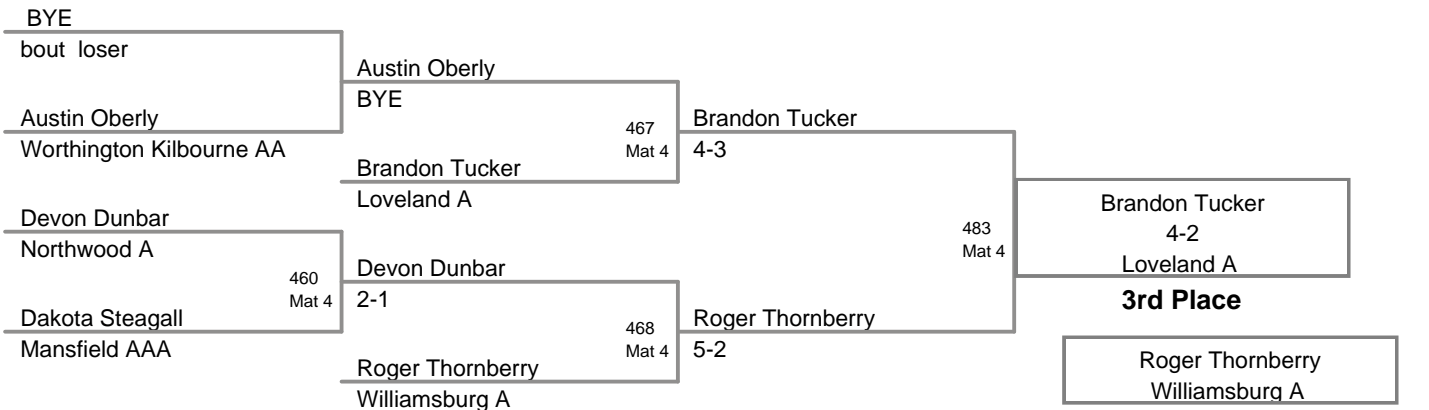 BYE
bout loser
Austin Oberly
BYE
Austin Oberly
Worthington Kilbourne AA
467
Mat 4
Brandon Tucker
4-3
Brandon Tucker
Loveland A
Devon Dunbar
Northwood A
460
Mat 4
Devon Dunbar
2-1
Dakota Steagall
Mansfield AAA
468
Mat 4
Roger Thornberry
5-2
Roger Thornberry
Williamsburg A
483
Mat 4
Brandon Tucker
4-2
Loveland A
3rd Place
Roger Thornberry
Williamsburg A